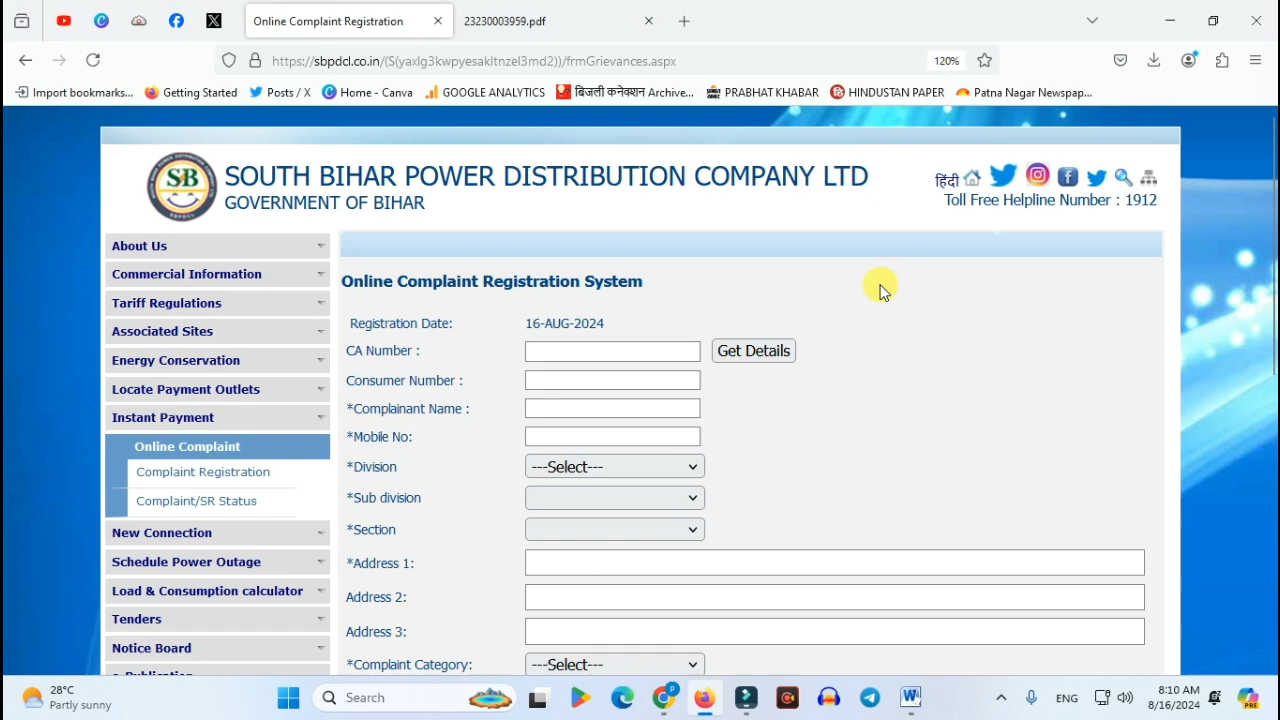 Online Complaint Registration
23230003959.pdf
https://sbpdcl.co.in/(S(yaxlg3kwpyesakltnzel3md2))/frmGrievances.aspx
120%
Import bookmarks...
Getting Started
Posts / X
Home - Canva
GOOGLE ANALYTICS
बिजली कनेक्शन Archive...
PRABHAT KHABAR
HINDUSTAN PAPER
Patna Nagar Newspap...
SB
SBPDCL
SOUTH BIHAR POWER DISTRIBUTION COMPANY LTD
GOVERNMENT OF BIHAR
हिंदी
Toll Free Helpline Number : 1912
About Us
Commercial Information
Tariff Regulations
Associated Sites
Energy Conservation
Locate Payment Outlets
Instant Payment
Online Complaint
Complaint Registration
Complaint/SR Status
New Connection
Schedule Power Outage
Load & Consumption calculator
Tenders
Notice Board
e-Publication
Online Complaint Registration System
Registration Date: 16-AUG-2024
CA Number : Get Details
Consumer Number :
*Complainant Name :
*Mobile No:
*Division ---Select---
*Sub division
*Section
*Address 1:
Address 2:
Address 3:
*Complaint Category: ---Select---
28°C
Partly sunny
Search
ENG
8:10 AM
8/16/2024